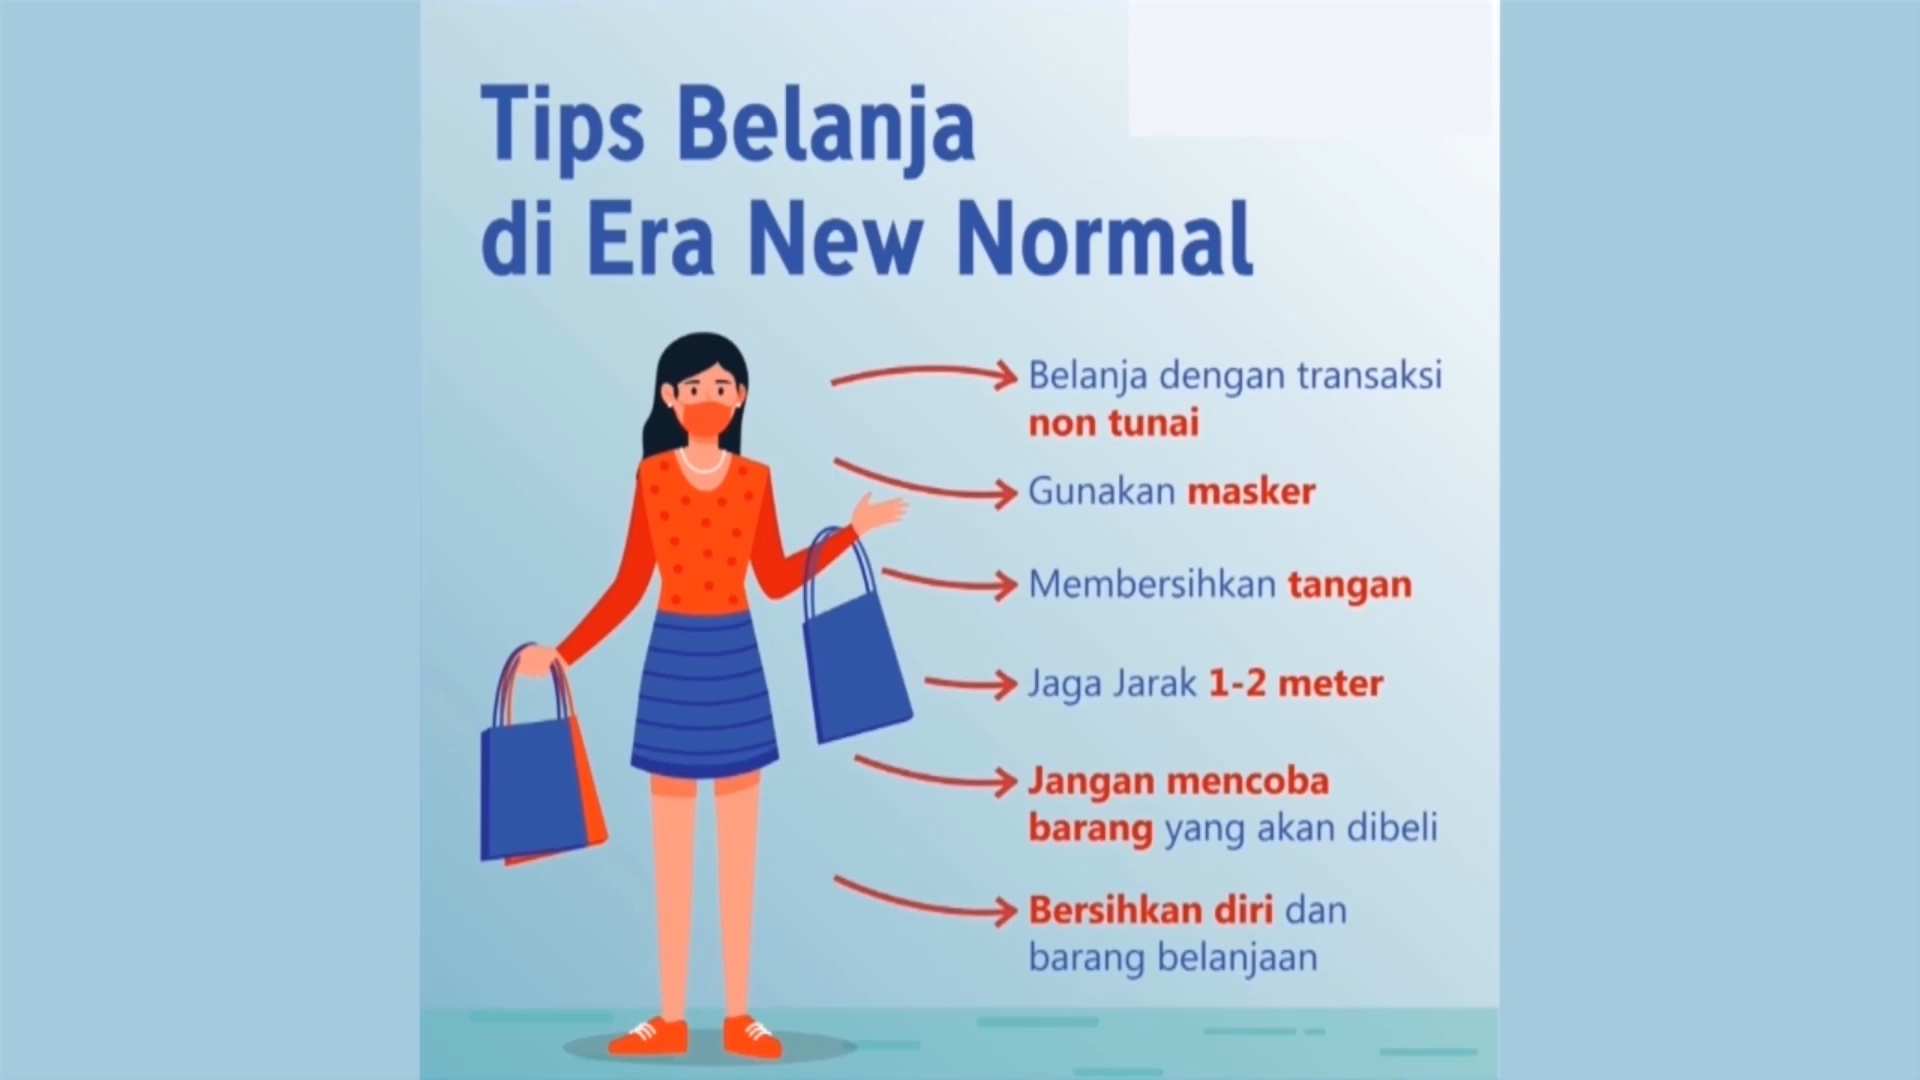 Tips Belanja
di Era New Normal
Belanja dengan transaksi
non tunai
Gunakan masker
Membersihkan tangan
Jaga Jarak 1-2 meter
Jangan mencoba
barang yang akan dibeli
Bersihkan diri dan
barang belanjaan